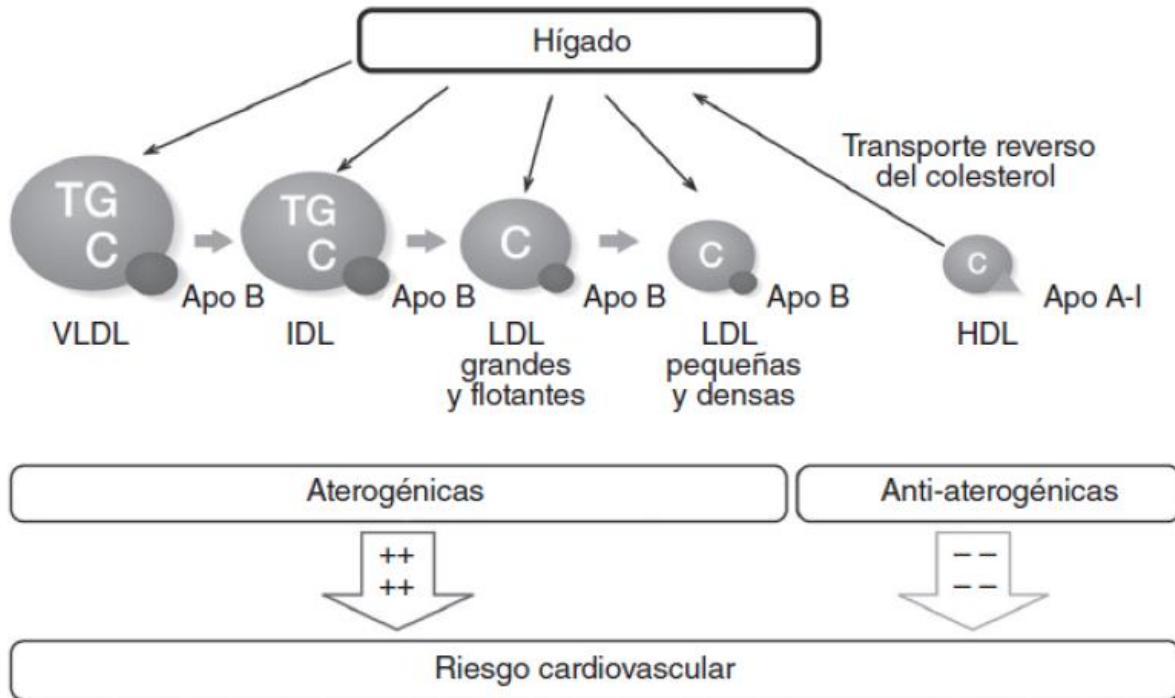 Hígado
Transporte reverso
del colesterol
TG
C
Apo B
VLDL
TG
C
Apo B
IDL
C
Apo B
LDL
grandes
y flotantes
C
Apo B
LDL
pequeñas
y densas
C
Apo A-I
HDL
Aterogénicas
Anti-aterogénicas
++
++
– –
– –
Riesgo cardiovascular